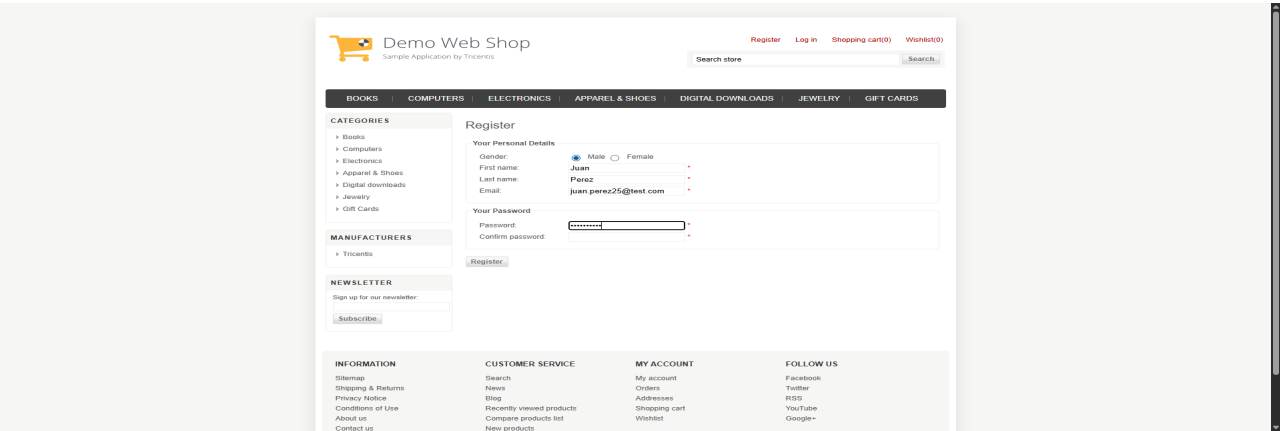 Demo Web Shop
Sample Application by Tricentis
Register Log in Shopping cart(0) Wishlist(0)
Search store Search
BOOKS COMPUTERS ELECTRONICS APPAREL & SHOES DIGITAL DOWNLOADS JEWELRY GIFT CARDS
CATEGORIES
Books
Computers
Electronics
Apparel & Shoes
Digital downloads
Jewelry
Gift Cards
MANUFACTURERS
Tricentis
NEWSLETTER
Sign up for our newsletter:
Subscribe
Register
Your Personal Details
Gender: Male Female
First name: Juan *
Last name: Perez *
Email: juan.perez25@test.com *
Your Password
Password: •••••••••• *
Confirm password: *
Register
INFORMATION
Sitemap
Shipping & Returns
Privacy Notice
Conditions of Use
About us
Contact us
CUSTOMER SERVICE
Search
News
Blog
Recently viewed products
Compare products list
New products
MY ACCOUNT
My account
Orders
Addresses
Shopping cart
Wishlist
FOLLOW US
Facebook
Twitter
RSS
YouTube
Google+